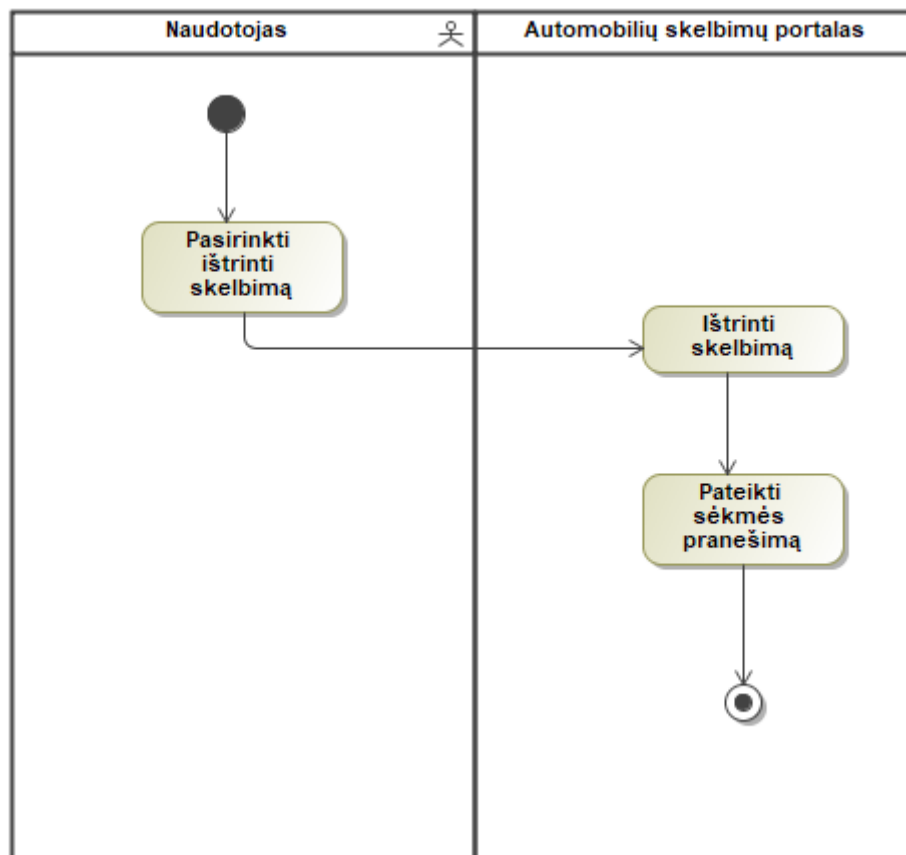 Naudotojas
Automobilių skelbimų portalas
Pasirinkti
ištrinti
skelbimą
Ištrinti
skelbimą
Pateikti
sėkmės
pranešimą